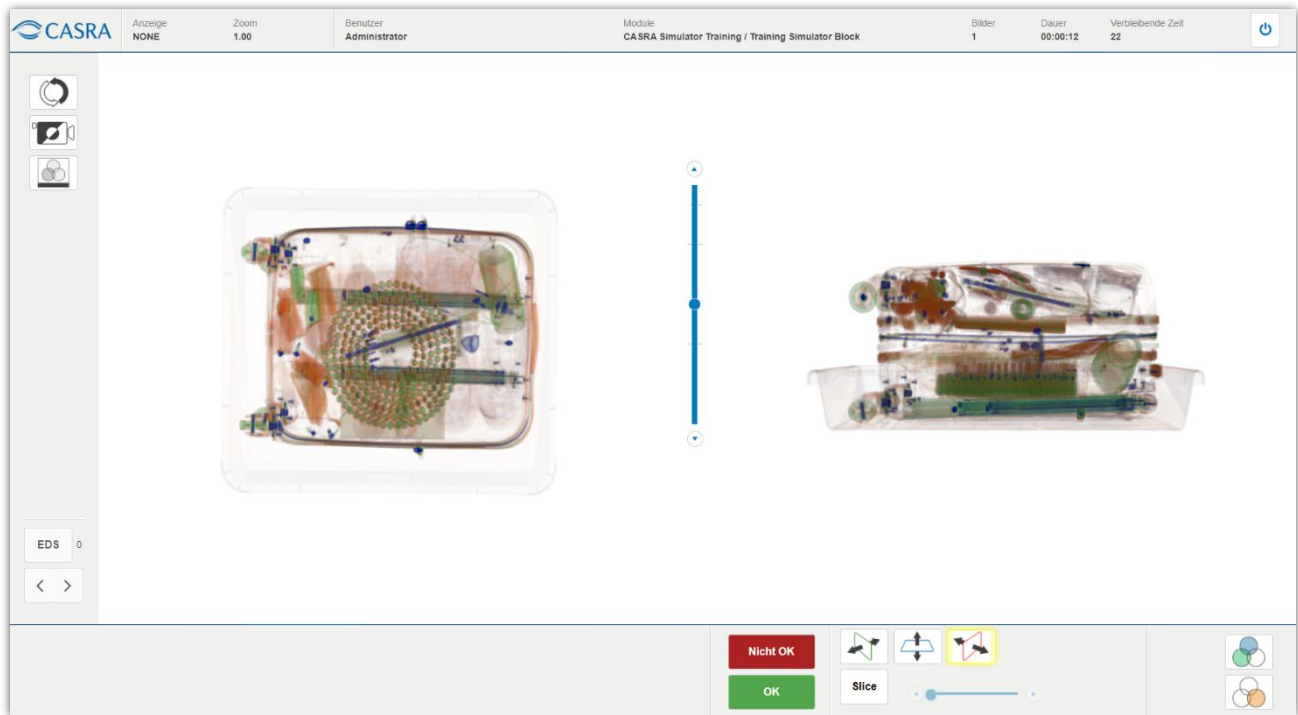 CASRA
Anzeige
NONE
Zoom
1.00
Benutzer
Administrator
Module
CASRA Simulator Training / Training Simulator Block
Bilder
1
Dauer
00:00:12
Verbleibende Zeit
22
EDS 0
Nicht OK
OK
Slice